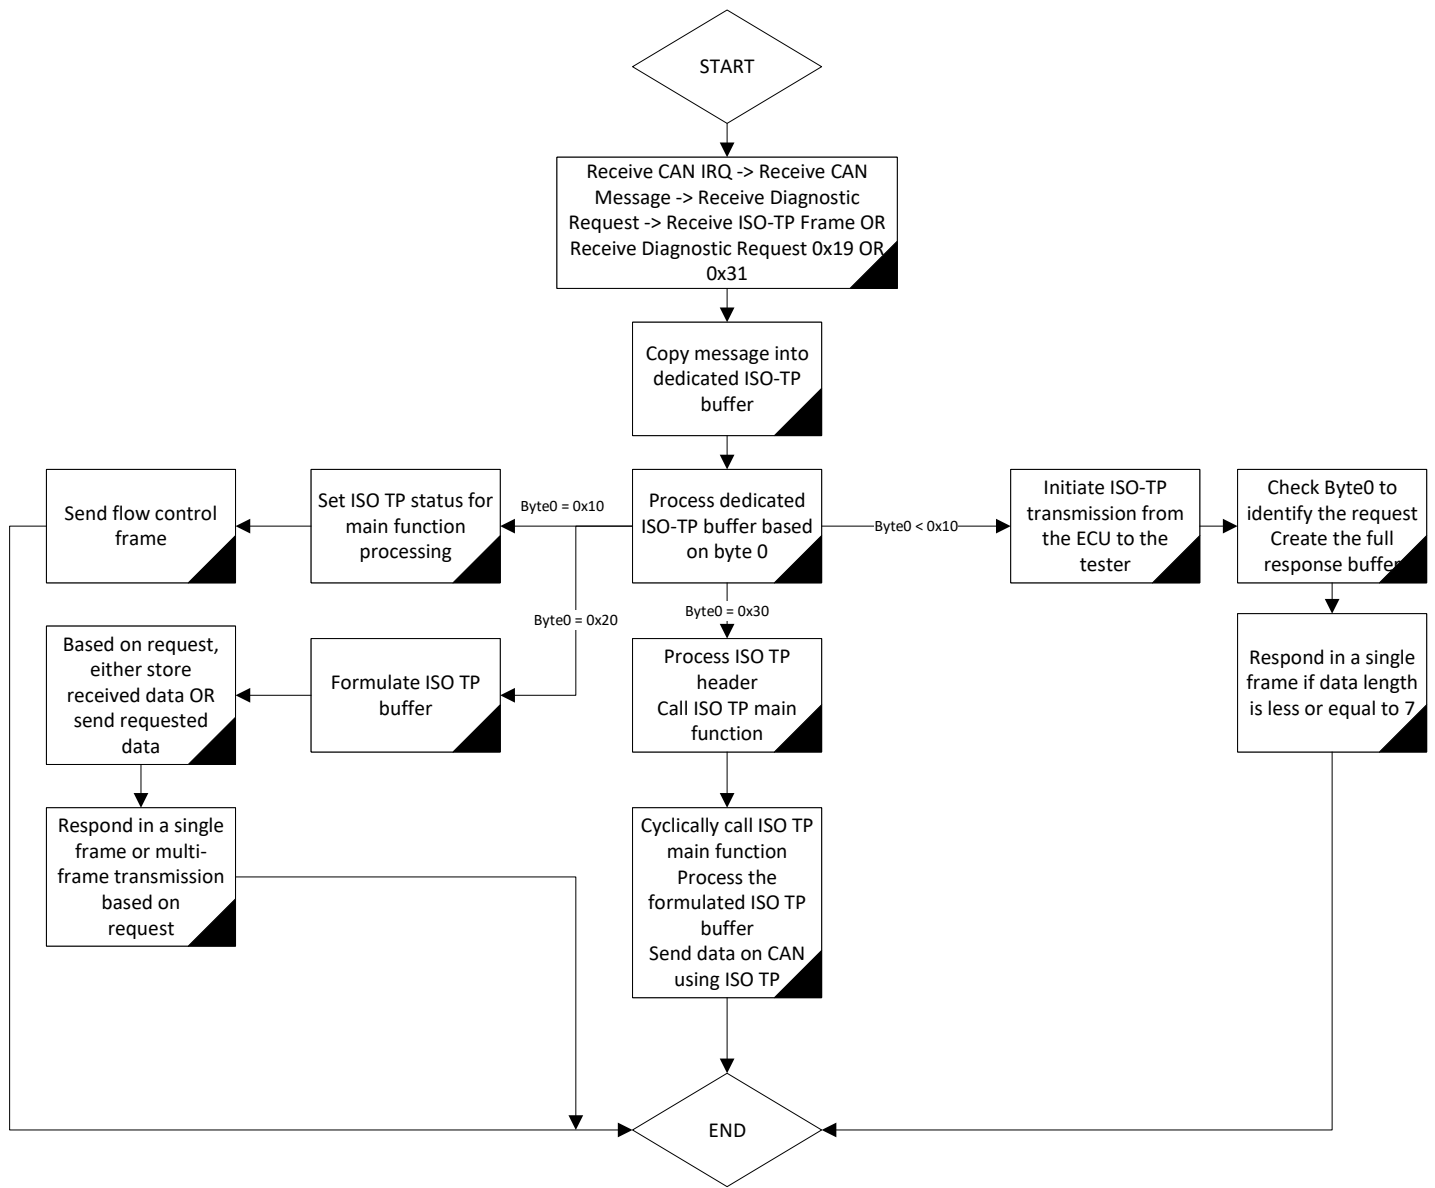 START
Receive CAN IRQ -> Receive CAN
Message -> Receive Diagnostic
Request -> Receive ISO-TP Frame OR
Receive Diagnostic Request 0x19 OR
0x31
Copy message into
dedicated ISO-TP
buffer
Send flow control
frame
Set ISO TP status for
main function
processing
Byte0 = 0x10
Process dedicated
ISO-TP buffer based
on byte 0
Byte0 < 0x10
Initiate ISO-TP
transmission from
the ECU to the
tester
Check Byte0 to
identify the request
Create the full
response buffer
Byte0 = 0x20
Byte0 = 0x30
Based on request,
either store
received data OR
send requested
data
Formulate ISO TP
buffer
Process ISO TP
header
Call ISO TP main
function
Respond in a single
frame if data length
is less or equal to 7
Respond in a single
frame or multi-
frame transmission
based on
request
Cyclically call ISO TP
main function
Process the
formulated ISO TP
buffer
Send data on CAN
using ISO TP
END